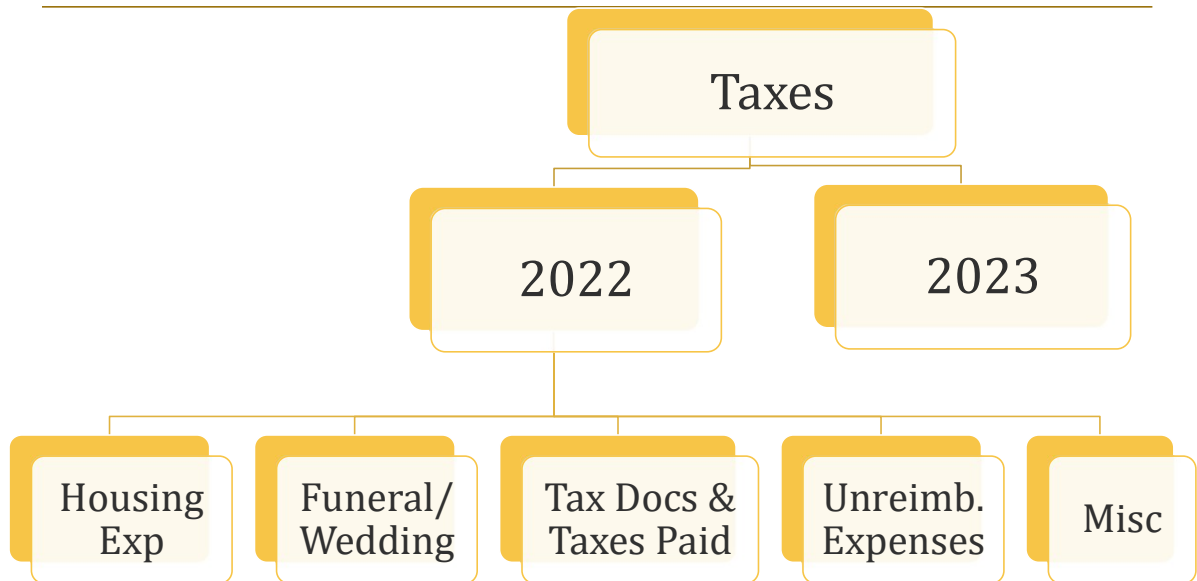 Taxes
2022
2023
Housing
Exp
Funeral/
Wedding
Tax Docs &
Taxes Paid
Unreimb.
Expenses
Misc